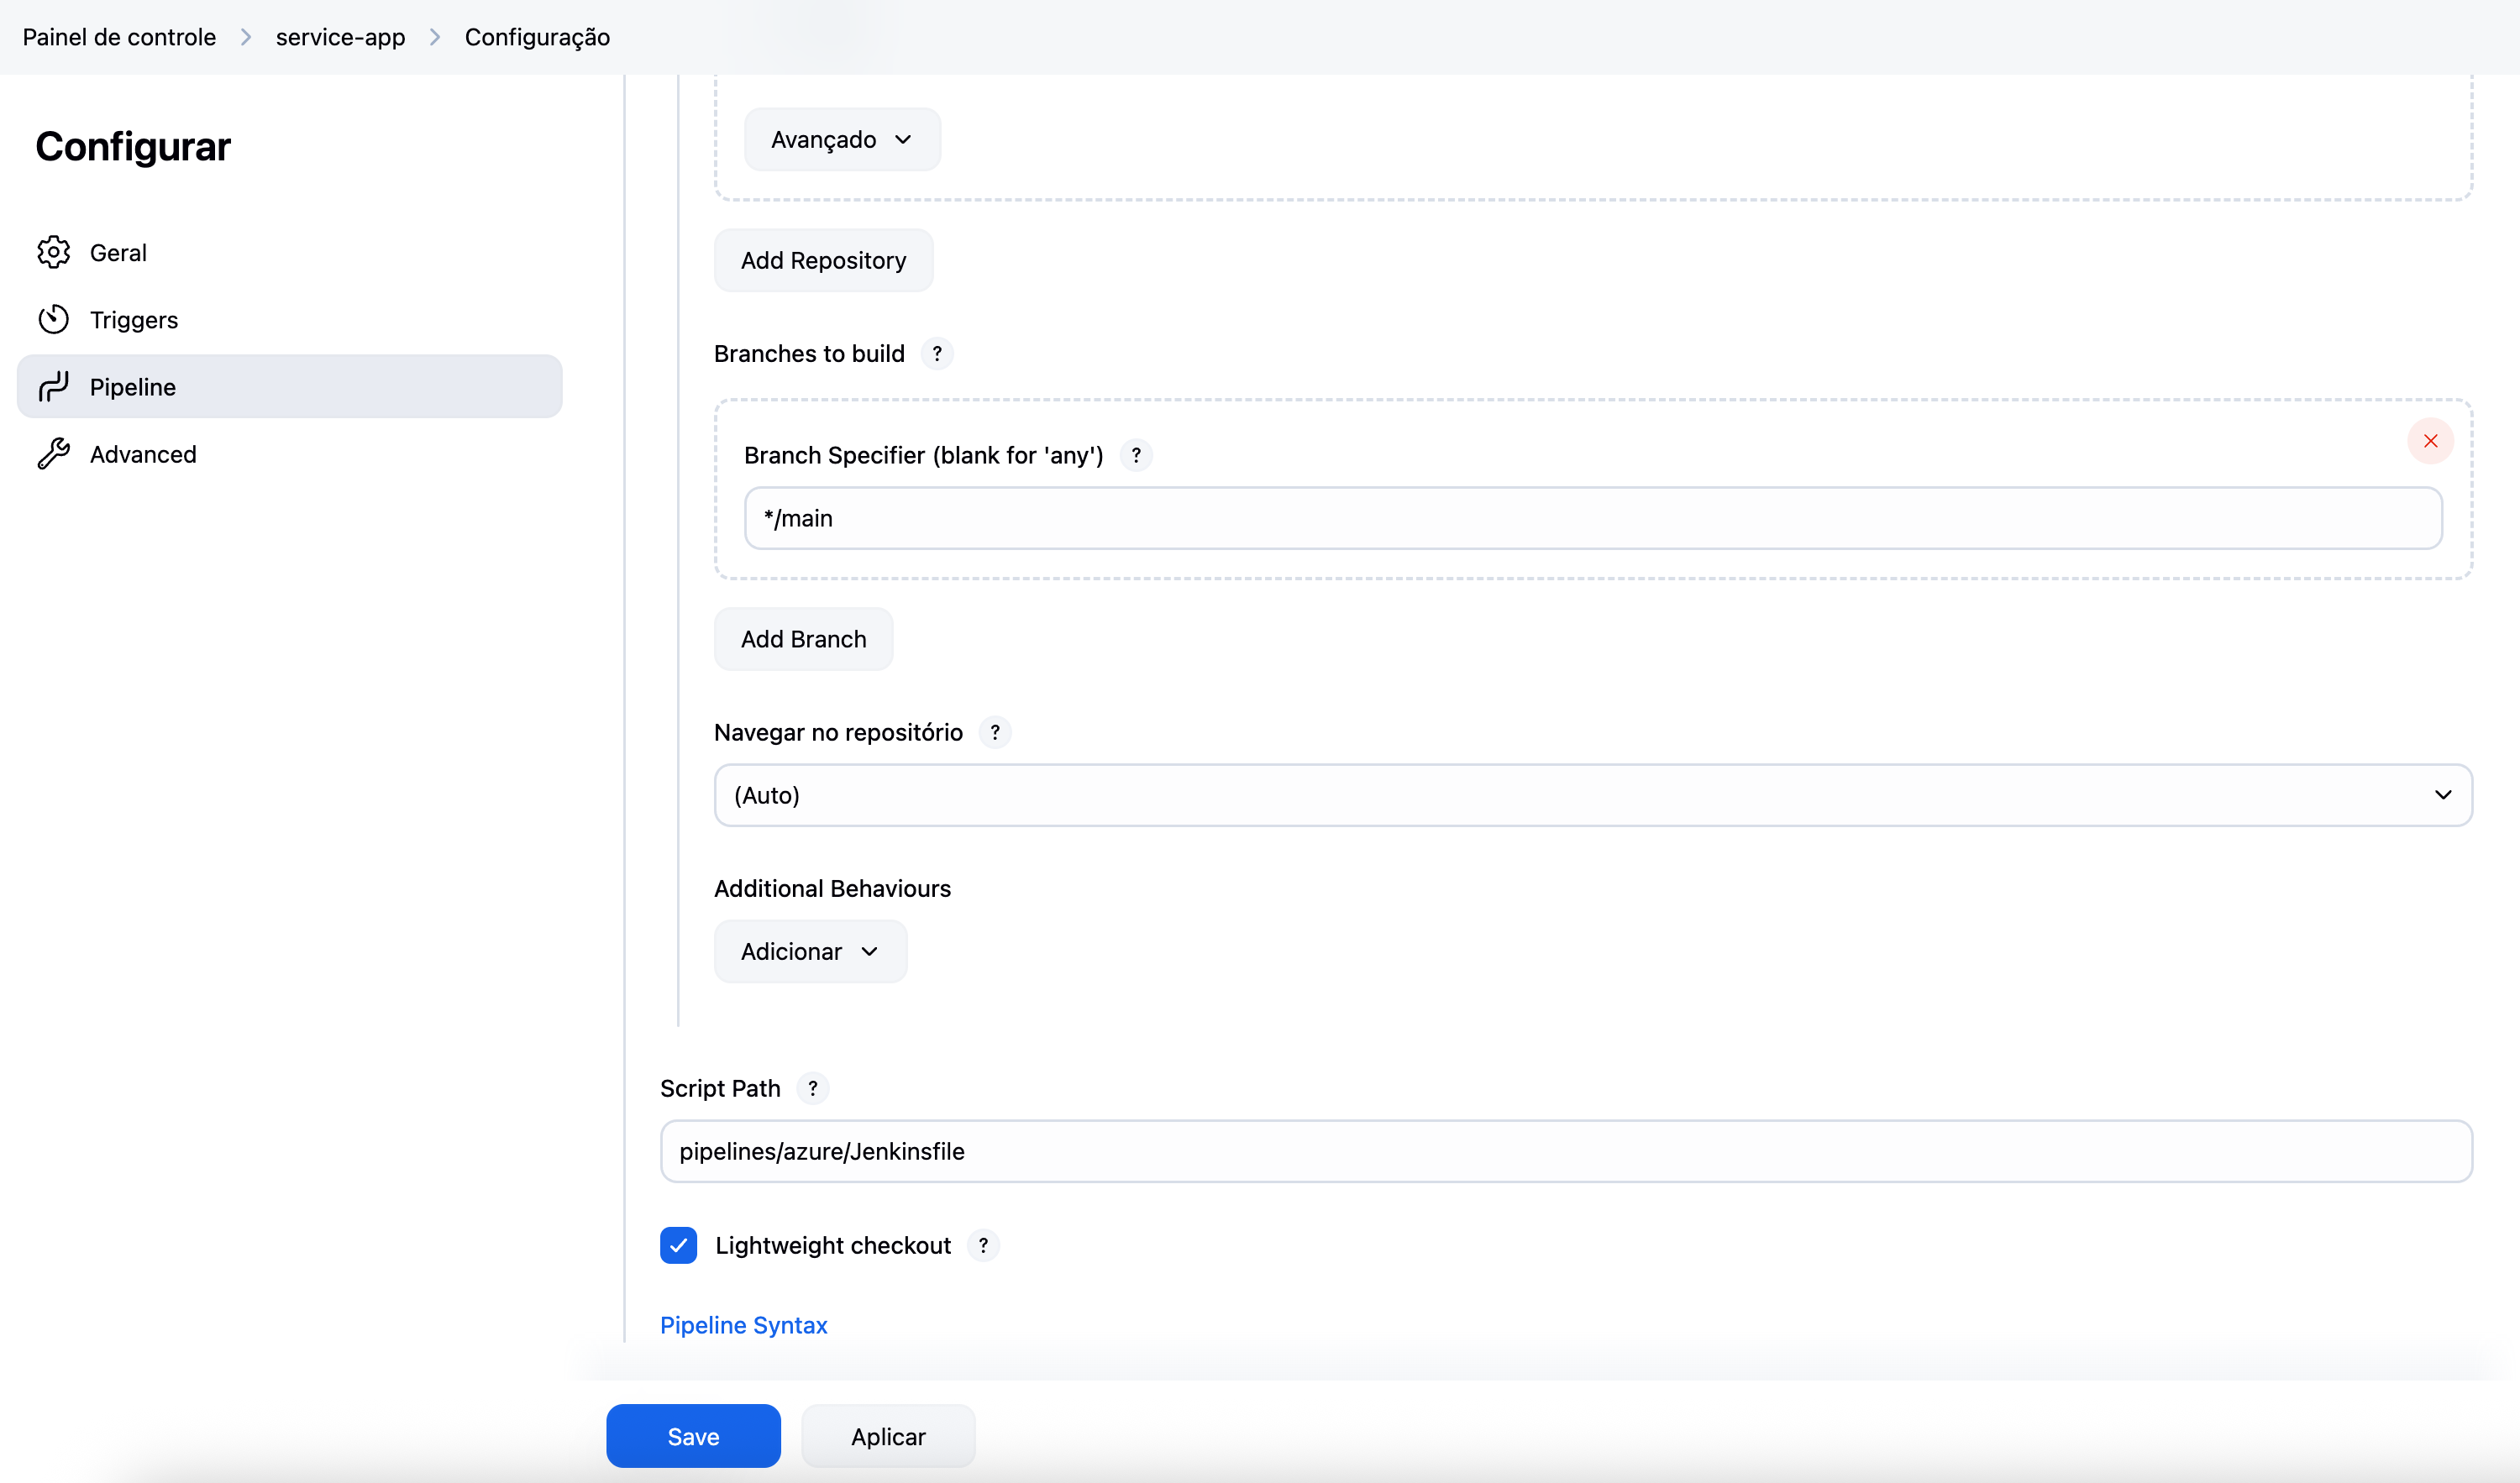 Painel de controle > service-app > Configuração
Configurar
Geral
Triggers
Pipeline
Advanced
Avançado
Add Repository
Branches to build ?
Branch Specifier (blank for 'any') ?
*/main
Add Branch
Navegar no repositório ?
(Auto)
Additional Behaviours
Adicionar
Script Path ?
pipelines/azure/Jenkinsfile
Lightweight checkout ?
Pipeline Syntax
Save
Aplicar